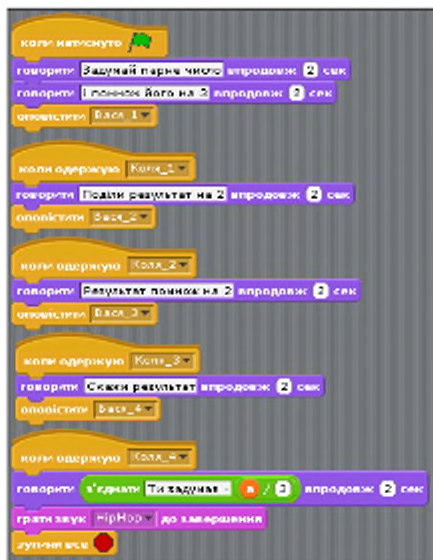 коли натиснуто
говорити Задумай парне число впродовж 2 сек
говорити І помнож його на 3 впродовж 2 сек
оповістити Вася_1
коли одержую Коля_1
говорити Поділи результат на 2 впродовж 2 сек
оповістити Вася_2
коли одержую Коля_2
говорити Результат помнож на 2 впродовж 2 сек
оповістити Вася_3
коли одержую Коля_3
говорити Скажи результат впродовж 2 сек
оповістити Вася_4
коли одержую Коля_4
говорити з'єднати Ти задумав - a / 3 впродовж 2 сек
грати звук HipHop до завершення
зупини все